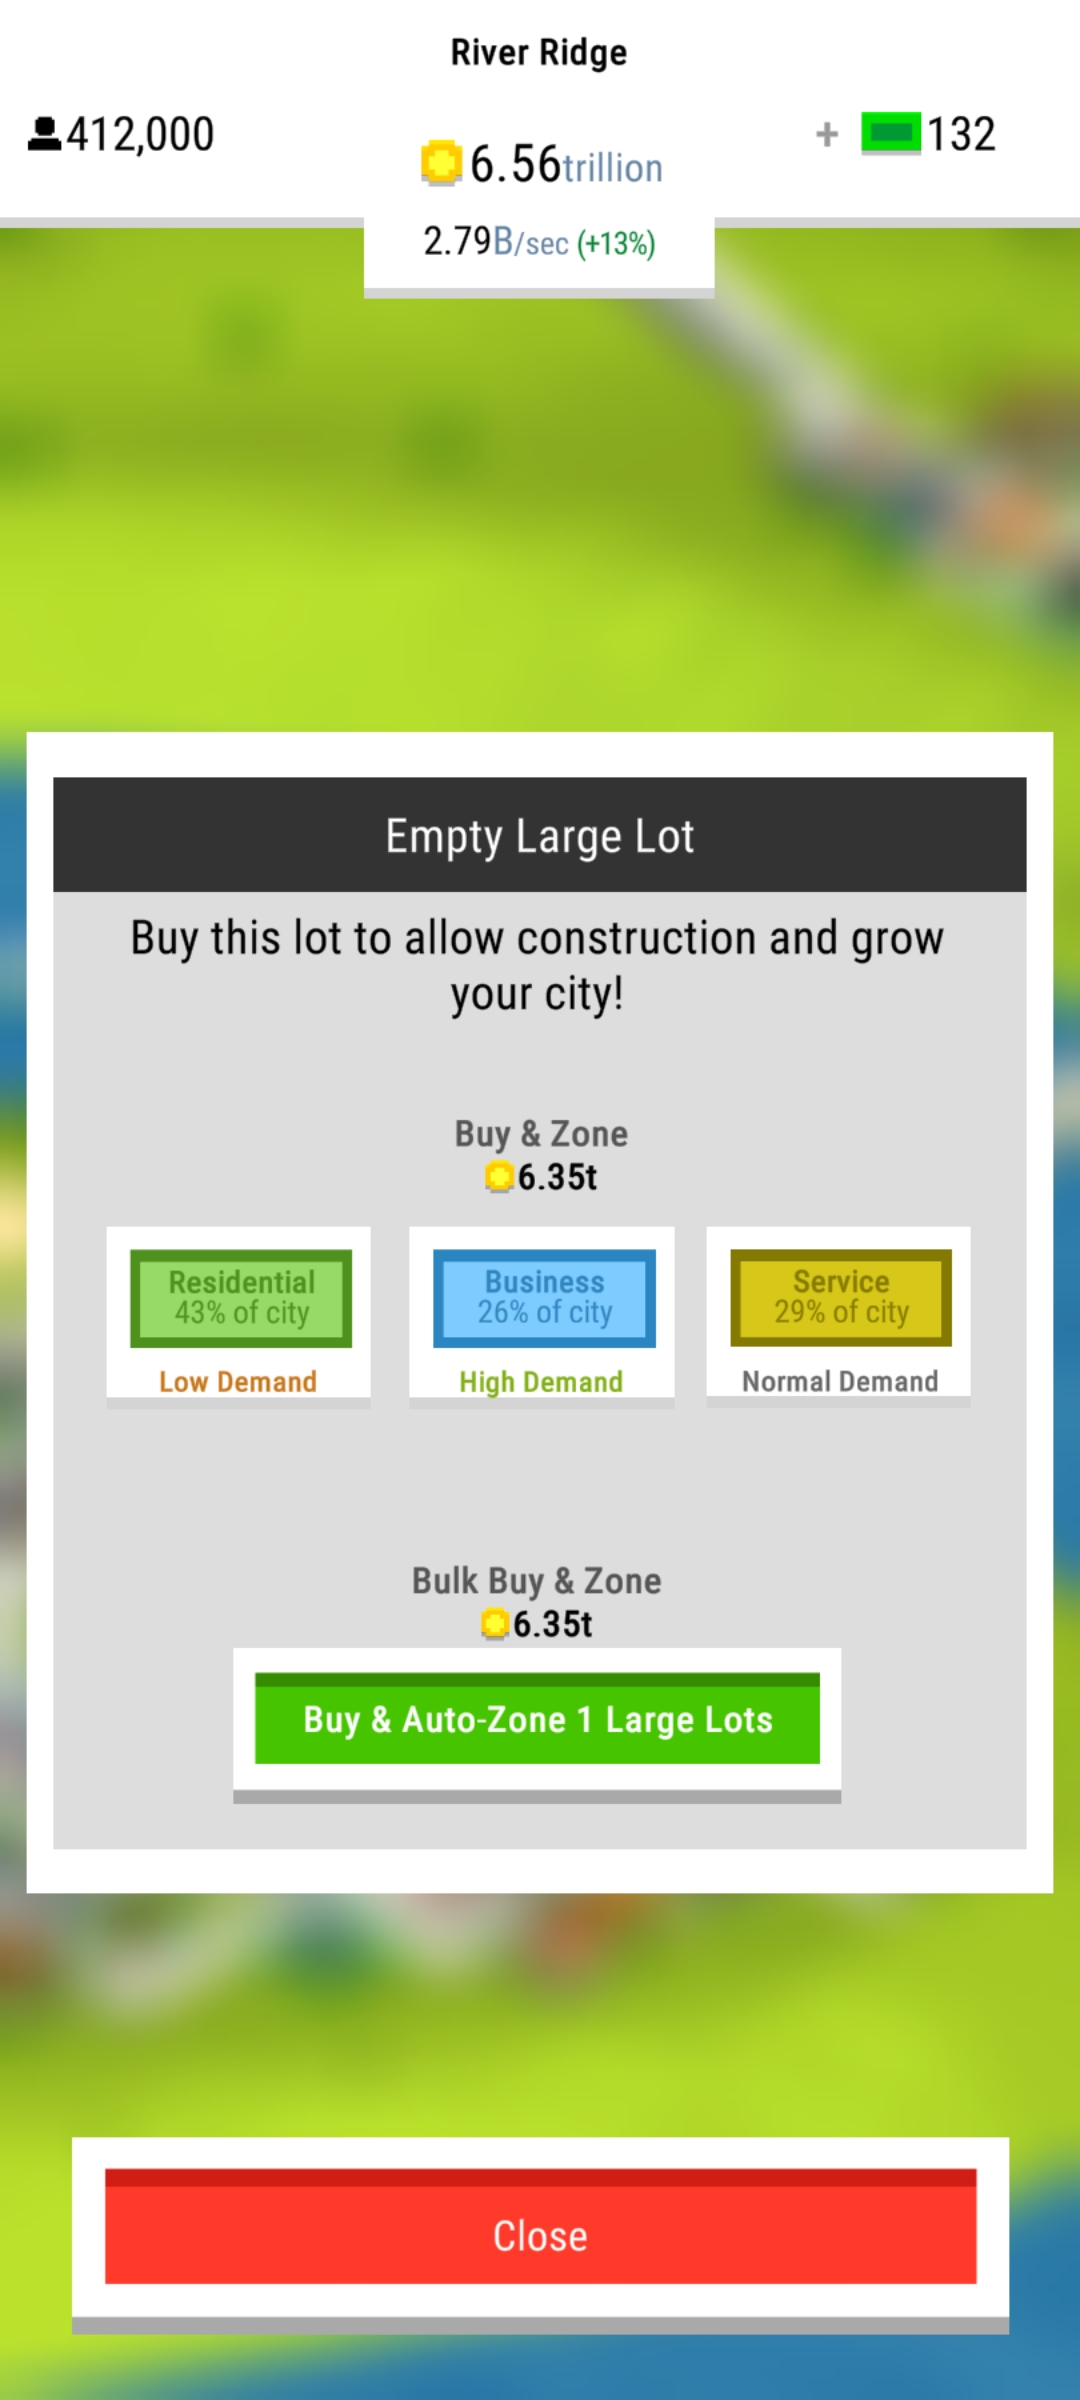 River Ridge
412,000
6.56trillion
+ 132
2.79B/sec (+13%)
Empty Large Lot
Buy this lot to allow construction and grow
your city!
Buy & Zone
6.35t
Residential
43% of city
Low Demand
Business
26% of city
High Demand
Service
29% of city
Normal Demand
Bulk Buy & Zone
6.35t
Buy & Auto-Zone 1 Large Lots
Close